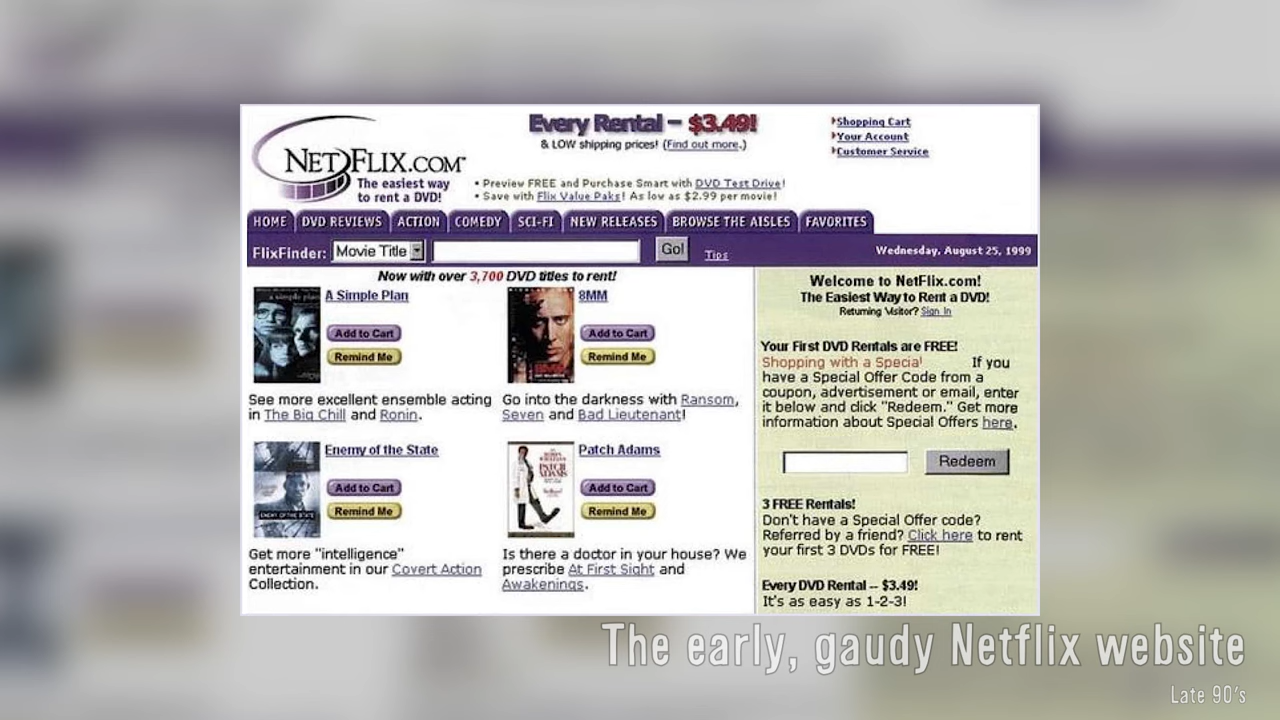 NETFLIX.COM
The easiest way
to rent a DVD!
Every Rental – $3.49!
& LOW shipping prices! (Find out more.)
• Preview FREE and Purchase Smart with DVD Test Drive!
• Save with Flix Value Paks! As low as $2.99 per movie!
Shopping Cart
Your Account
Customer Service
HOME DVD REVIEWS ACTION COMEDY SCI-FI NEW RELEASES BROWSE THE AISLES FAVORITES
FlixFinder: Movie Title Go! Tips Wednesday, August 25, 1999
Now with over 3,700 DVD titles to rent!
A Simple Plan
Add to Cart
Remind Me
See more excellent ensemble acting
in The Big Chill and Ronin.
8MM
Add to Cart
Remind Me
Go into the darkness with Ransom,
Seven and Bad Lieutenant!
Enemy of the State
ENEMY OF THE STATE
Add to Cart
Remind Me
Get more "intelligence"
entertainment in our Covert Action
Collection.
Patch Adams
PATCH
ADAMS
Add to Cart
Remind Me
Is there a doctor in your house? We
prescribe At First Sight and
Awakenings.
Welcome to NetFlix.com!
The Easiest Way to Rent a DVD!
Returning Visitor? Sign In
Your First DVD Rentals are FREE!
Shopping with a Special If you
have a Special Offer Code from a
coupon, advertisement or email, enter
it below and click "Redeem." Get more
information about Special Offers here.
Redeem
3 FREE Rentals!
Don't have a Special Offer code?
Referred by a friend? Click here to rent
your first 3 DVDs for FREE!
Every DVD Rental -- $3.49!
It's as easy as 1-2-3!
The early, gaudy Netflix website
Late 90's